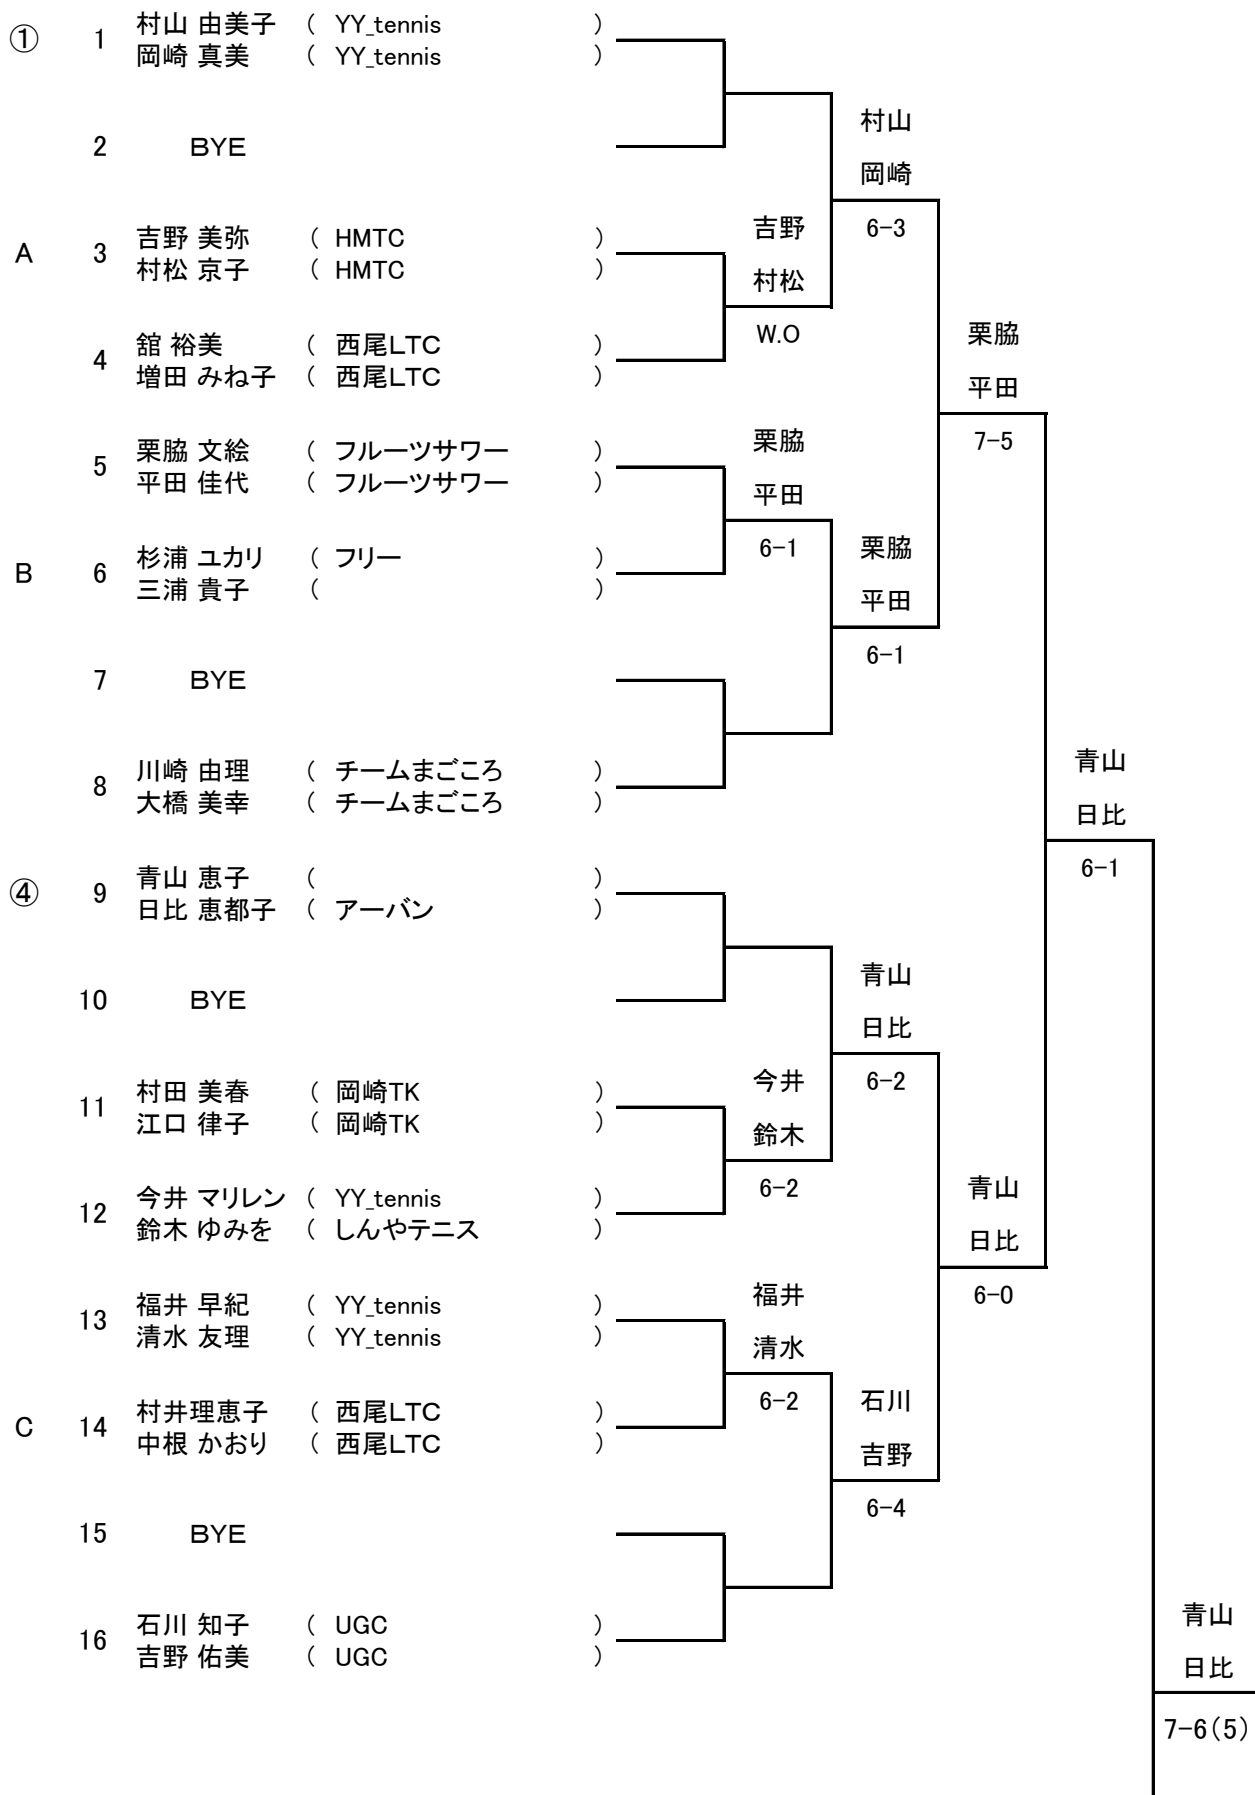 ① 1 村山 由美子 ( YY_tennis )
岡崎 真美 ( YY_tennis )
村山
2 BYE
岡崎
吉野 6-3
A 3 吉野 美弥 ( HMTC )
村松 京子 ( HMTC )
村松
W.O 栗脇
4 舘 裕美 ( 西尾LTC )
増田 みね子 ( 西尾LTC )
平田
栗脇 7-5
5 栗脇 文絵 ( フルーツサワー )
平田 佳代 ( フルーツサワー )
平田
6-1 栗脇
B 6 杉浦 ユカリ ( フリー )
三浦 貴子 ( )
平田
6-1
7 BYE
青山
8 川崎 由理 ( チームまごころ )
大橋 美幸 ( チームまごころ )
日比
6-1
④ 9 青山 恵子 ( )
日比 恵都子 ( アーバン )
青山
10 BYE
日比
今井 6-2
11 村田 美春 ( 岡崎TK )
江口 律子 ( 岡崎TK )
鈴木
6-2 青山
12 今井 マリレン ( YY_tennis )
鈴木 ゆみを ( しんやテニス )
日比
福井 6-0
13 福井 早紀 ( YY_tennis )
清水 友理 ( YY_tennis )
清水
6-2 石川
C 14 村井理恵子 ( 西尾LTC )
中根 かおり ( 西尾LTC )
吉野
6-4
15 BYE
青山
16 石川 知子 ( UGC )
吉野 佑美 ( UGC )
日比
7-6(5)